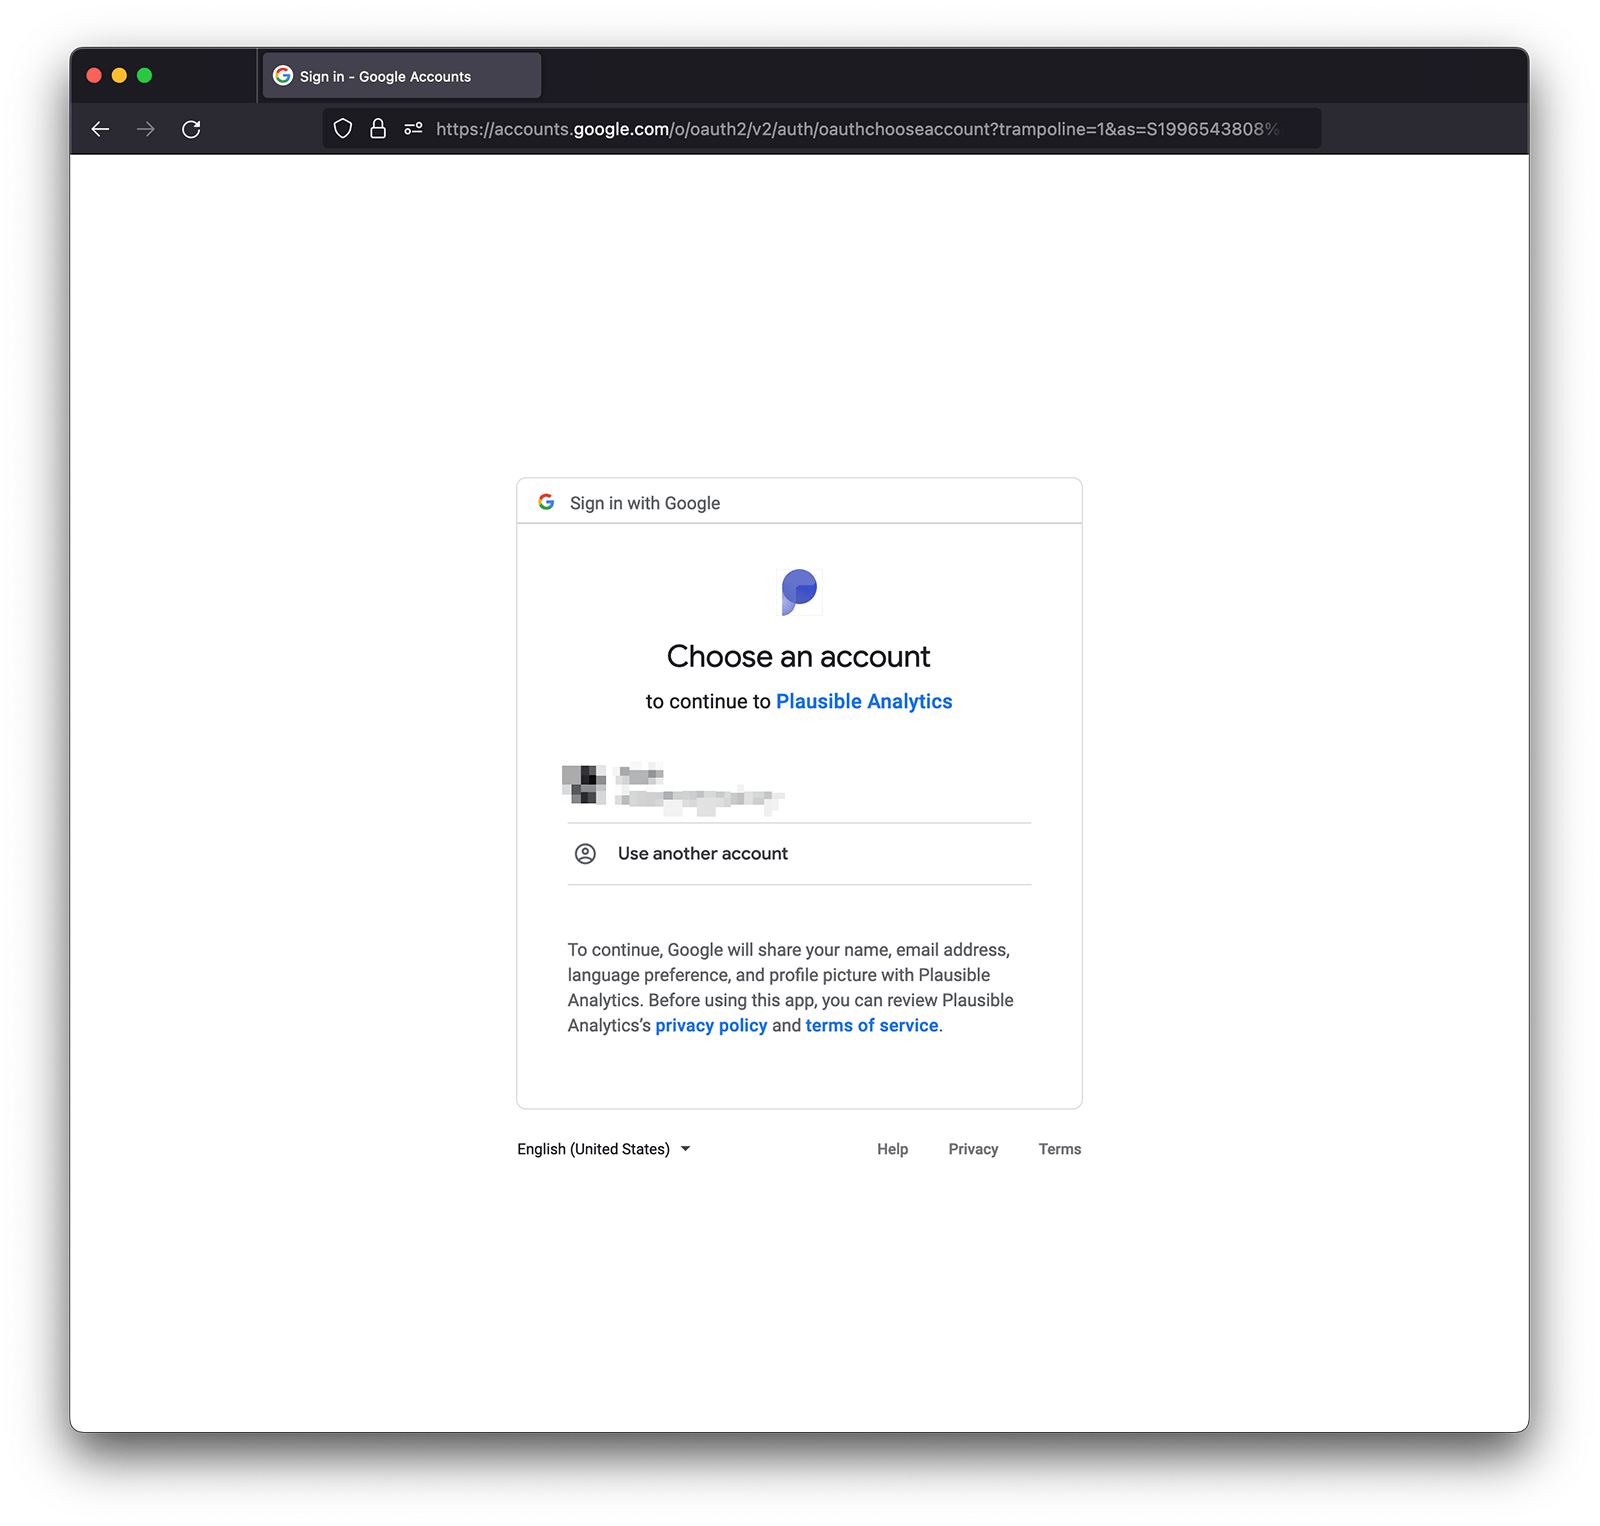 Sign in - Google Accounts
https://accounts.google.com/o/oauth2/v2/auth/oauthchooseaccount?trampoline=1&as=S1996543808%
Sign in with Google
Choose an account
to continue to Plausible Analytics
Use another account
To continue, Google will share your name, email address,
language preference, and profile picture with Plausible
Analytics. Before using this app, you can review Plausible
Analytics’s privacy policy and terms of service.
English (United States)
Help
Privacy
Terms